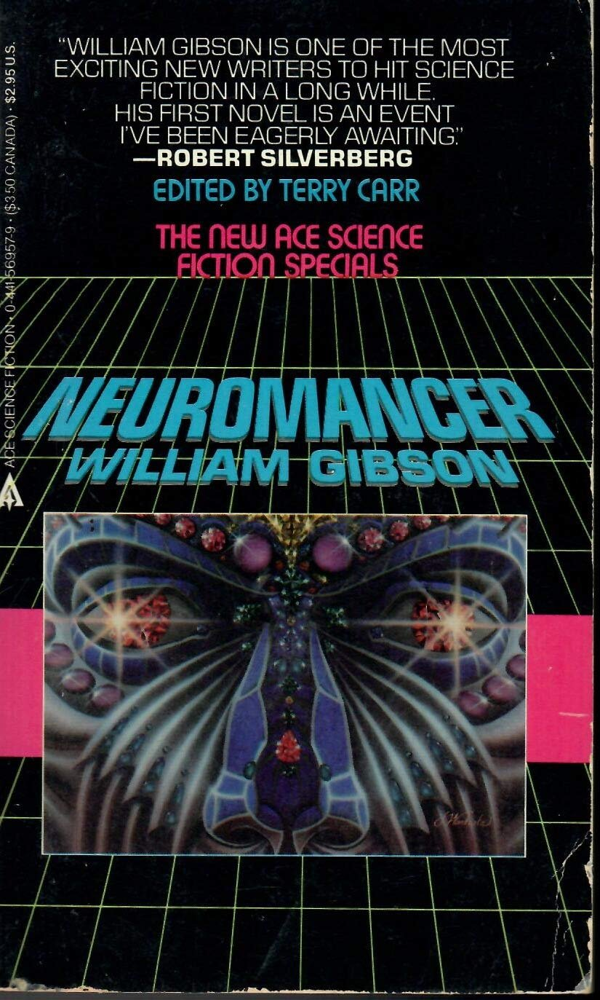 "WILLIAM GIBSON IS ONE OF THE MOST
EXCITING NEW WRITERS TO HIT SCIENCE
FICTION IN A LONG WHILE.
HIS FIRST NOVEL IS AN EVENT
I'VE BEEN EAGERLY AWAITING."
—ROBERT SILVERBERG
EDITED BY TERRY CARR
THE NEW ACE SCIENCE
FICTION SPECIALS
NEUROMANCER
WILLIAM GIBSON
ACE SCIENCE FICTION · 0-441-56957-9 · ($3.50 CANADA) · $2.95 U.S.